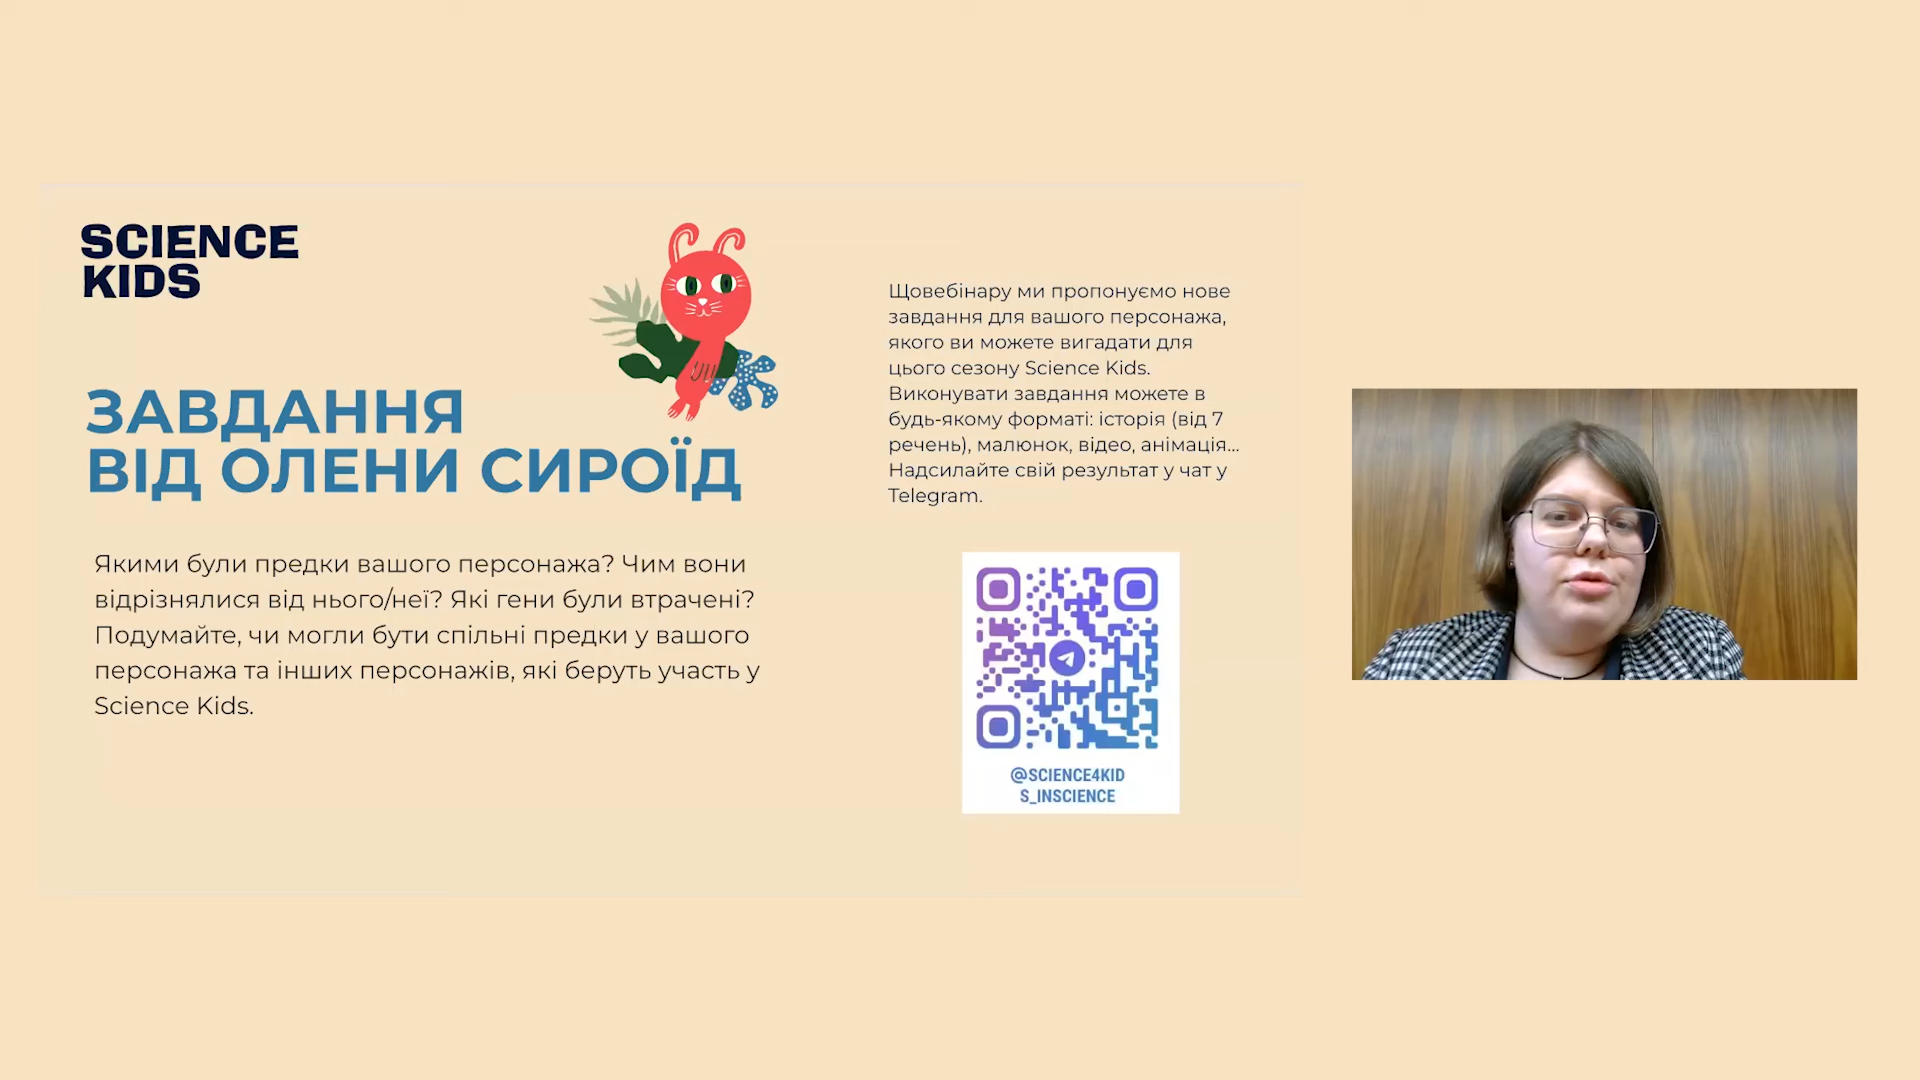 SCIENCE
KIDS
ЗАВДАННЯ
ВІД ОЛЕНИ СИРОЇД
Якими були предки вашого персонажа? Чим вони
відрізнялися від нього/неї? Які гени були втрачені?
Подумайте, чи могли бути спільні предки у вашого
персонажа та інших персонажів, які беруть участь у
Science Kids.
Щовебінару ми пропонуємо нове
завдання для вашого персонажа,
якого ви можете вигадати для
цього сезону Science Kids.
Виконувати завдання можете в
будь-якому форматі: історія (від 7
речень), малюнок, відео, анімація...
Надсилайте свій результат у чат у
Telegram.
@SCIENCE4KID
S_INSCIENCE